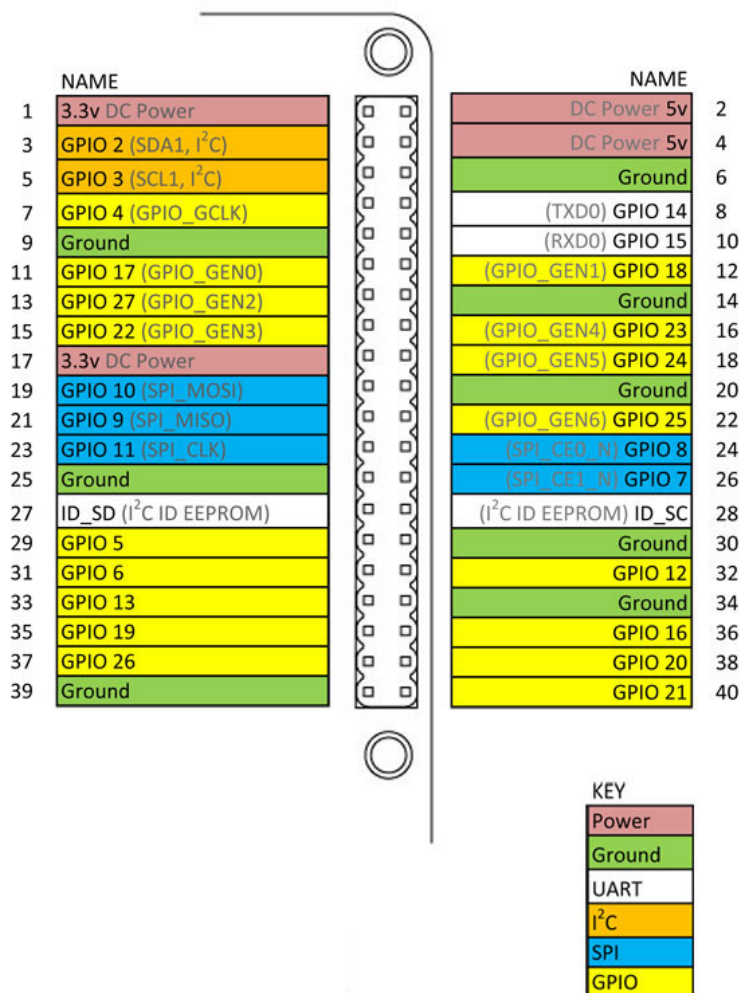 NAME NAME
1 3.3v DC Power DC Power 5v 2
3 GPIO 2 (SDA1, I²C) DC Power 5v 4
5 GPIO 3 (SCL1, I²C) Ground 6
7 GPIO 4 (GPIO_GCLK) (TXD0) GPIO 14 8
9 Ground (RXD0) GPIO 15 10
11 GPIO 17 (GPIO_GEN0) (GPIO_GEN1) GPIO 18 12
13 GPIO 27 (GPIO_GEN2) Ground 14
15 GPIO 22 (GPIO_GEN3) (GPIO_GEN4) GPIO 23 16
17 3.3v DC Power (GPIO_GEN5) GPIO 24 18
19 GPIO 10 (SPI_MOSI) Ground 20
21 GPIO 9 (SPI_MISO) (GPIO_GEN6) GPIO 25 22
23 GPIO 11 (SPI_CLK) (SPI_CE0_N) GPIO 8 24
25 Ground (SPI_CE1_N) GPIO 7 26
27 ID_SD (I²C ID EEPROM) (I²C ID EEPROM) ID_SC 28
29 GPIO 5 Ground 30
31 GPIO 6 GPIO 12 32
33 GPIO 13 Ground 34
35 GPIO 19 GPIO 16 36
37 GPIO 26 GPIO 20 38
39 Ground GPIO 21 40
KEY
Power
Ground
UART
I²C
SPI
GPIO